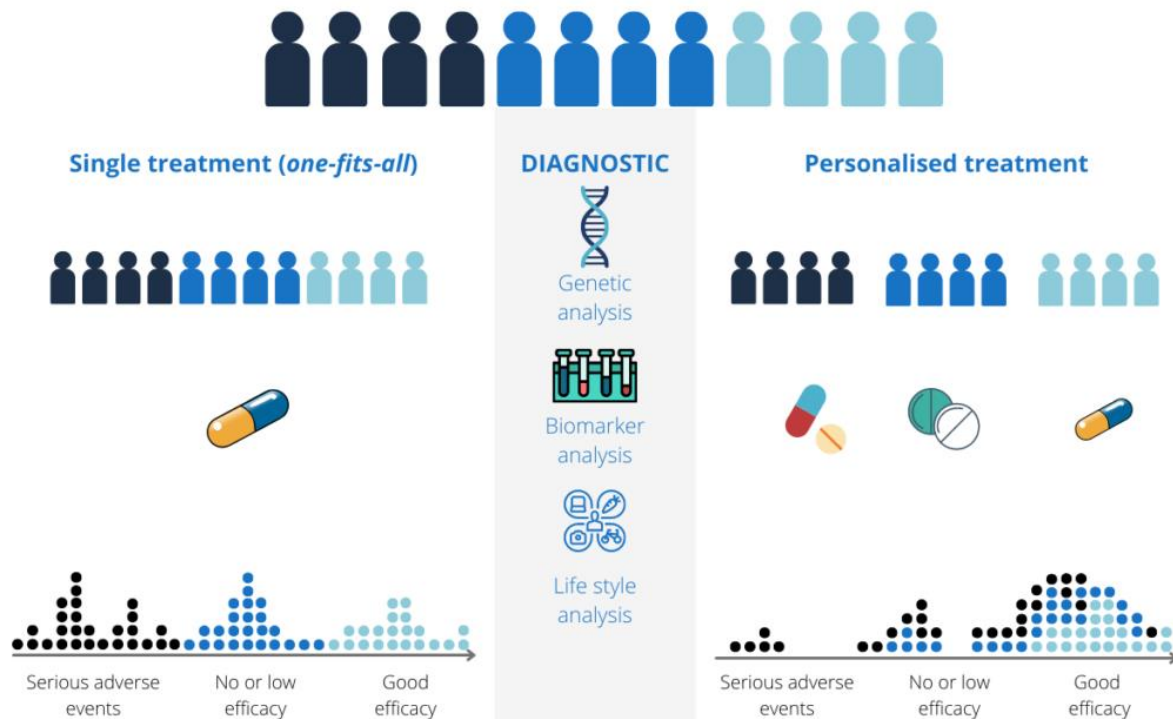 Single treatment (one-fits-all)
DIAGNOSTIC
Personalised treatment
Genetic
analysis
Biomarker
analysis
Life style
analysis
Serious adverse
events
No or low
efficacy
Good
efficacy
Serious adverse
events
No or low
efficacy
Good
efficacy